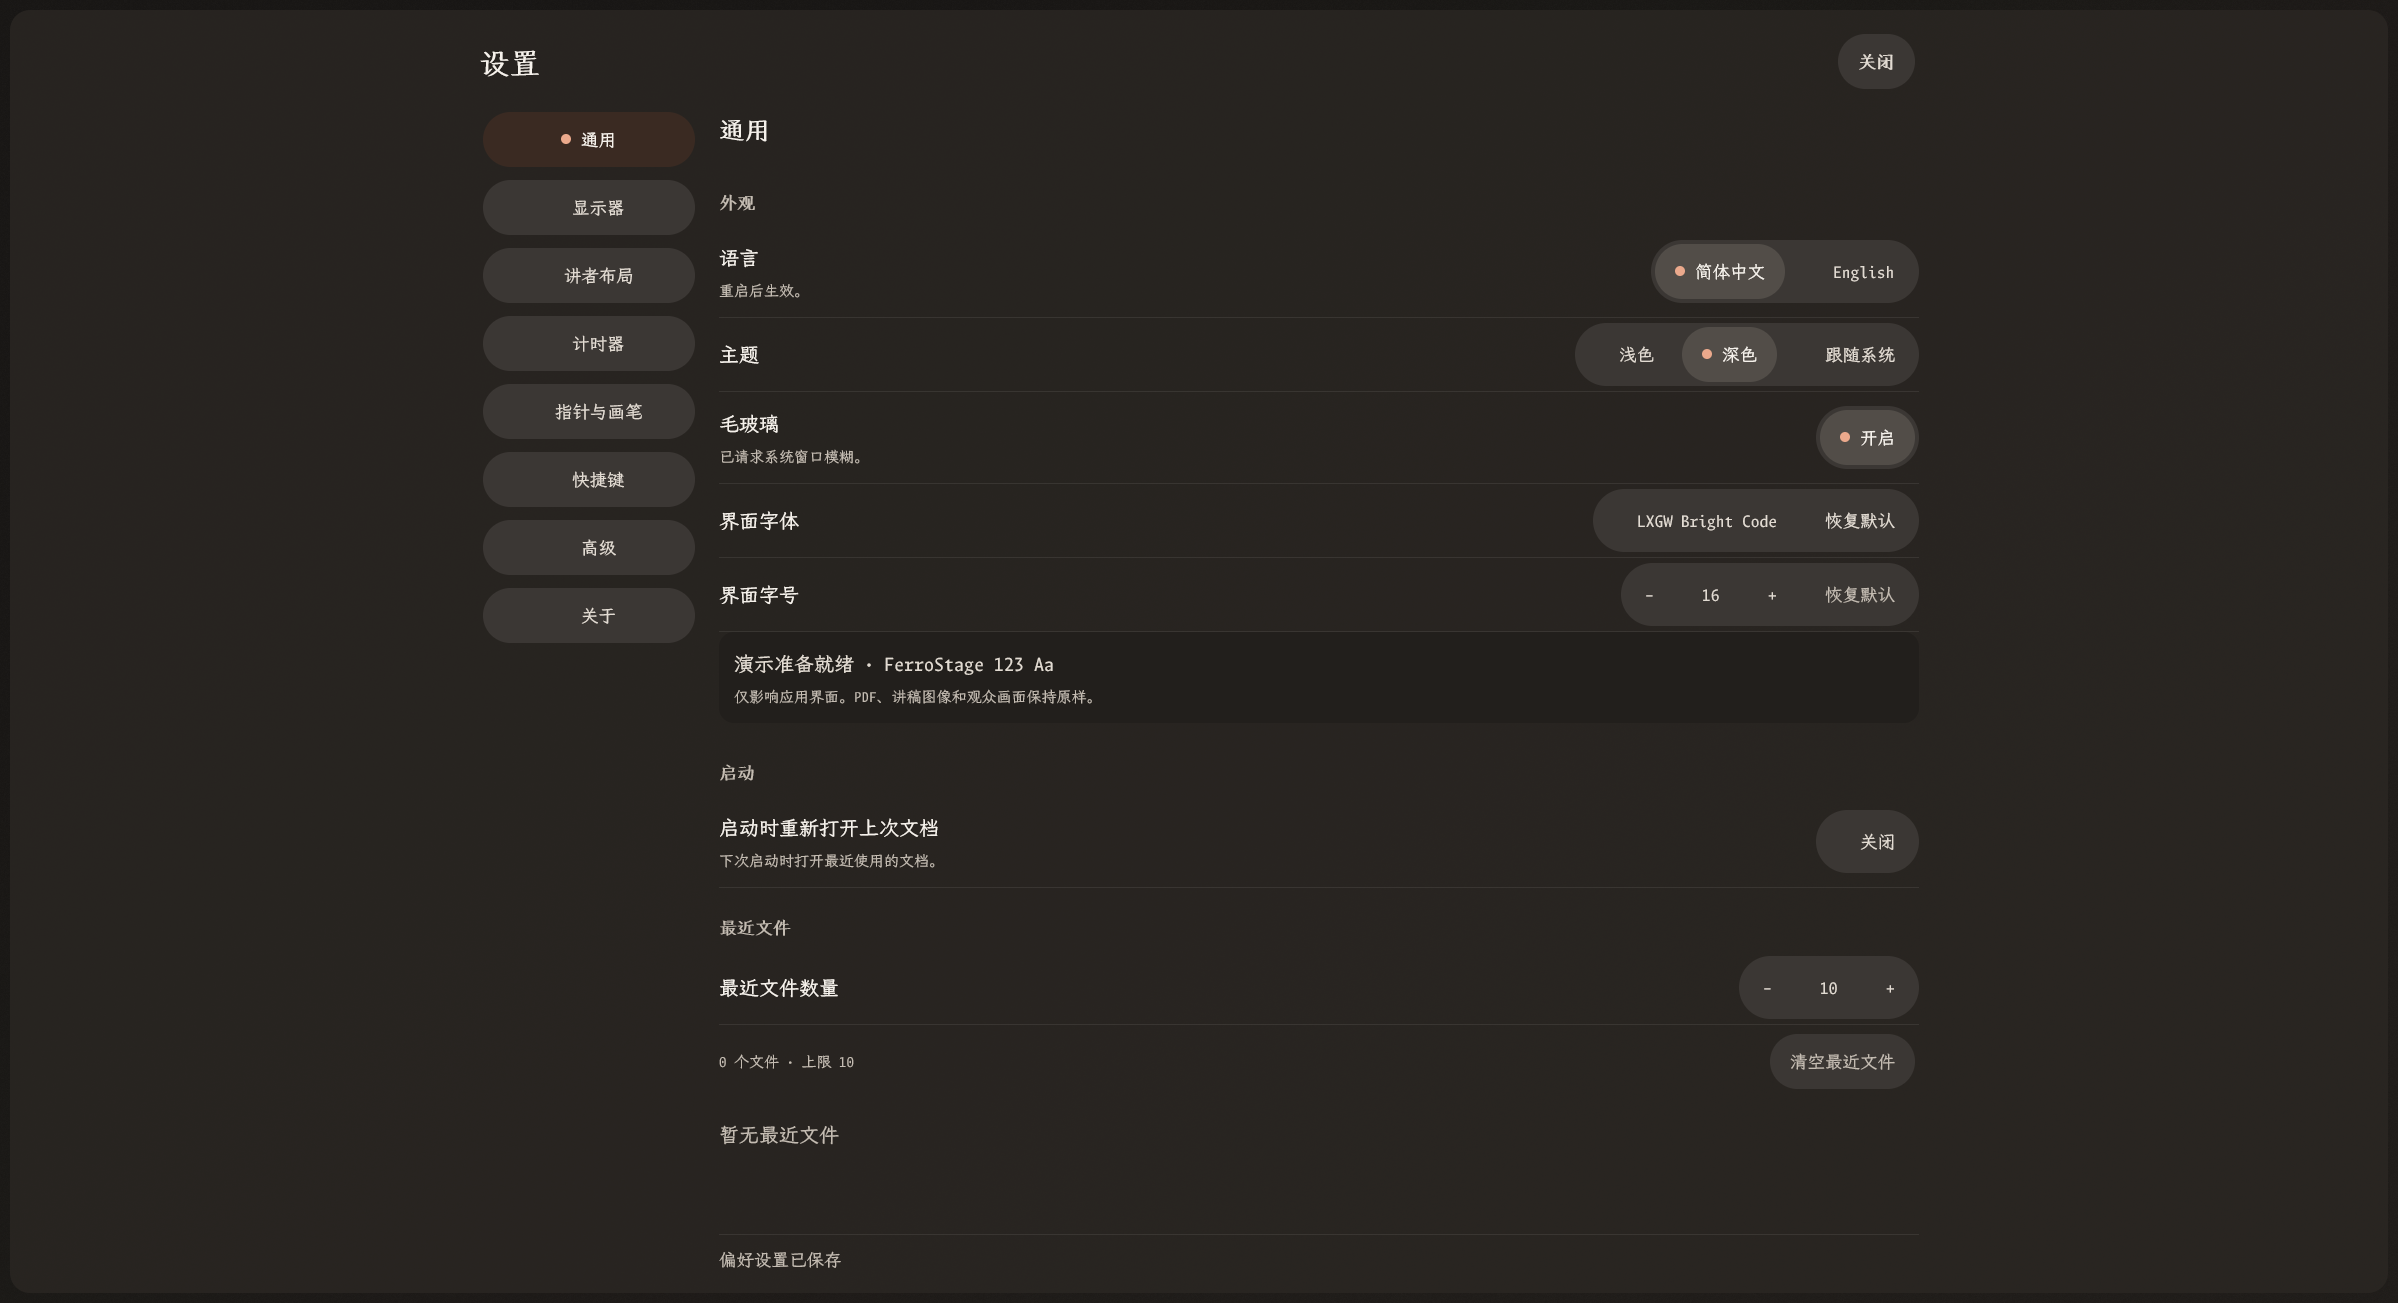 设置
关闭
通用
显示器
讲者布局
计时器
指针与画笔
快捷键
高级
关于
通用
外观
语言
重启后生效。
简体中文 English
主题
浅色 深色 跟随系统
毛玻璃
已请求系统窗口模糊。
开启
界面字体
LXGW Bright Code 恢复默认
界面字号
- 16 + 恢复默认
演示准备就绪 · FerroStage 123 Aa
仅影响应用界面。PDF、讲稿图像和观众画面保持原样。
启动
启动时重新打开上次文档
下次启动时打开最近使用的文档。
关闭
最近文件
最近文件数量
- 10 +
0 个文件 · 上限 10
清空最近文件
暂无最近文件
偏好设置已保存